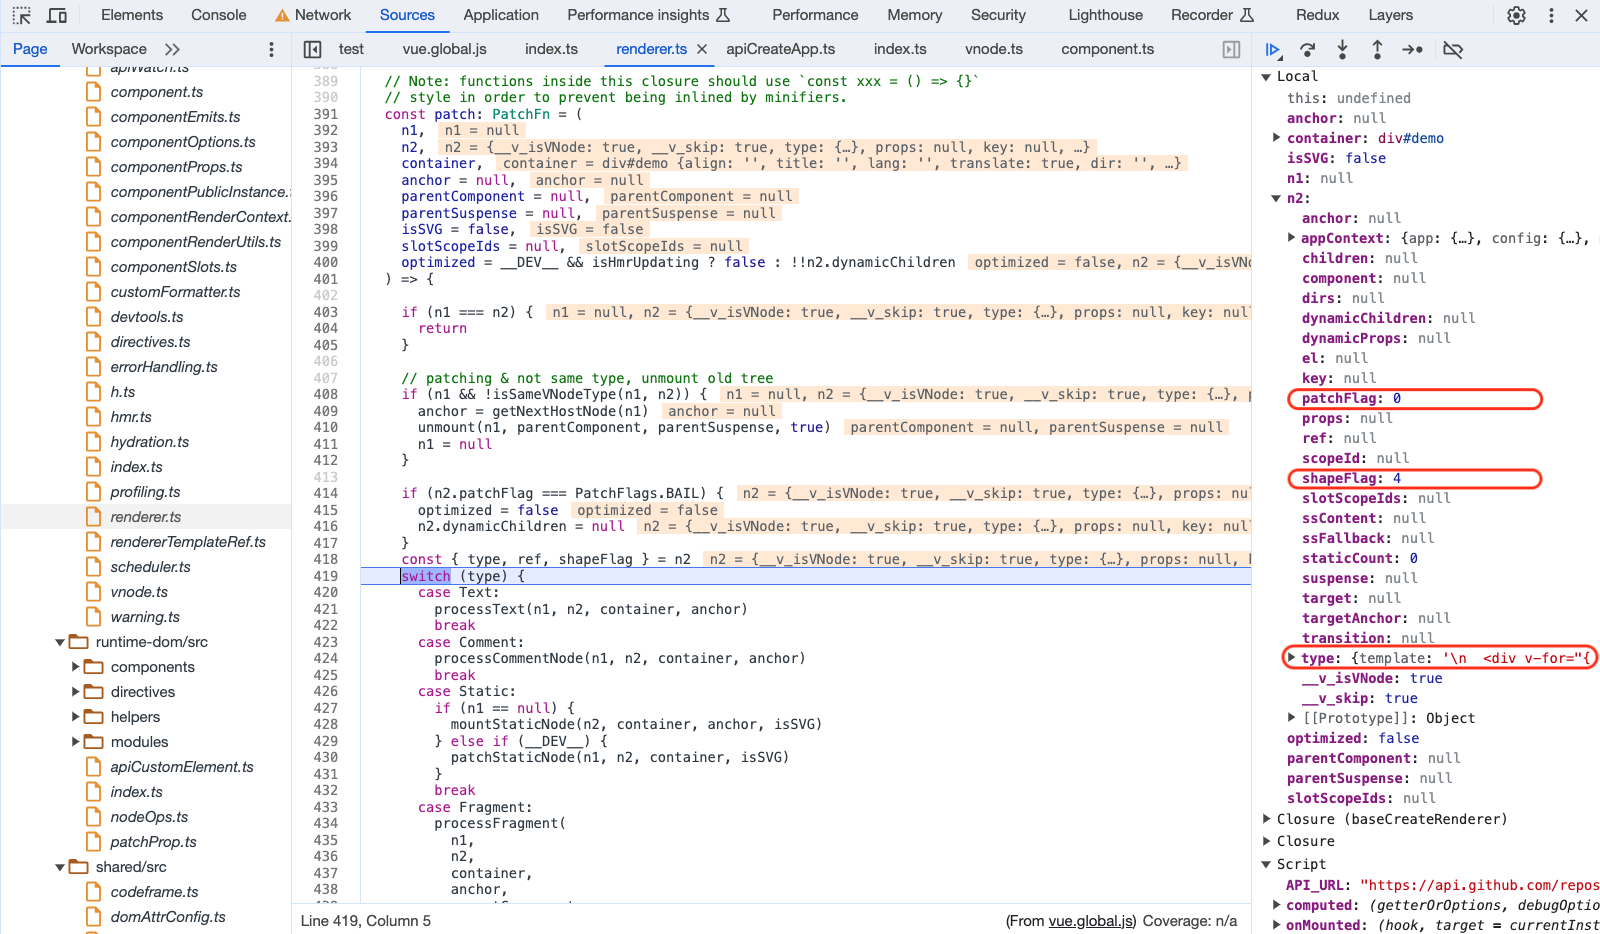 Elements Console Network Sources Application Performance insights Performance Memory Security Lighthouse Recorder Redux Layers
Page Workspace
test vue.global.js index.ts renderer.ts apiCreateApp.ts index.ts vnode.ts component.ts
apiWatch.ts
component.ts
componentEmits.ts
componentOptions.ts
componentProps.ts
componentPublicInstance.
componentRenderContext.
componentRenderUtils.ts
componentSlots.ts
customFormatter.ts
devtools.ts
directives.ts
errorHandling.ts
h.ts
hmr.ts
hydration.ts
index.ts
profiling.ts
renderer.ts
rendererTemplateRef.ts
scheduler.ts
vnode.ts
warning.ts
runtime-dom/src
components
directives
helpers
modules
apiCustomElement.ts
index.ts
nodeOps.ts
patchProp.ts
shared/src
codeframe.ts
domAttrConfig.ts
389 // Note: functions inside this closure should use `const xxx = () => {}`
390 // style in order to prevent being inlined by minifiers.
391 const patch: PatchFn = (
392 n1, n1 = null
393 n2, n2 = {__v_isVNode: true, __v_skip: true, type: {…}, props: null, key: null, …}
394 container, container = div#demo {align: '', title: '', lang: '', translate: true, dir: '', …}
395 anchor = null, anchor = null
396 parentComponent = null, parentComponent = null
397 parentSuspense = null, parentSuspense = null
398 isSVG = false, isSVG = false
399 slotScopeIds = null, slotScopeIds = null
400 optimized = __DEV__ && isHmrUpdating ? false : !!n2.dynamicChildren optimized = false, n2 = {__v_isVNo
401 ) => {
402
403 if (n1 === n2) { n1 = null, n2 = {__v_isVNode: true, __v_skip: true, type: {…}, props: null, key: nul
404 return
405 }
406
407 // patching & not same type, unmount old tree
408 if (n1 && !isSameVNodeType(n1, n2)) { n1 = null, n2 = {__v_isVNode: true, __v_skip: true, type: {…}, p
409 anchor = getNextHostNode(n1) anchor = null
410 unmount(n1, parentComponent, parentSuspense, true) parentComponent = null, parentSuspense = null
411 n1 = null
412 }
413
414 if (n2.patchFlag === PatchFlags.BAIL) { n2 = {__v_isVNode: true, __v_skip: true, type: {…}, props: nu
415 optimized = false optimized = false
416 n2.dynamicChildren = null n2 = {__v_isVNode: true, __v_skip: true, type: {…}, props: null, key: nul
417 }
418 const { type, ref, shapeFlag } = n2 n2 = {__v_isVNode: true, __v_skip: true, type: {…}, props: null, k
419 switch (type) {
420 case Text:
421 processText(n1, n2, container, anchor)
422 break
423 case Comment:
424 processCommentNode(n1, n2, container, anchor)
425 break
426 case Static:
427 if (n1 == null) {
428 mountStaticNode(n2, container, anchor, isSVG)
429 } else if (__DEV__) {
430 patchStaticNode(n1, n2, container, isSVG)
431 }
432 break
433 case Fragment:
434 processFragment(
435 n1,
436 n2,
437 container,
438 anchor,
Line 419, Column 5 (From vue.global.js) Coverage: n/a
Local
this: undefined
anchor: null
container: div#demo
isSVG: false
n1: null
n2:
anchor: null
appContext: {app: {…}, config: {…},
children: null
component: null
dirs: null
dynamicChildren: null
dynamicProps: null
el: null
key: null
patchFlag: 0
props: null
ref: null
scopeId: null
shapeFlag: 4
slotScopeIds: null
ssContent: null
ssFallback: null
staticCount: 0
suspense: null
target: null
targetAnchor: null
transition: null
type: {template: '\n <div v-for="{
__v_isVNode: true
__v_skip: true
[[Prototype]]: Object
optimized: false
parentComponent: null
parentSuspense: null
slotScopeIds: null
Closure (baseCreateRenderer)
Closure
Script
API_URL: "https://api.github.com/repos
computed: (getterOrOptions, debugOptio
onMounted: (hook, target = currentInst